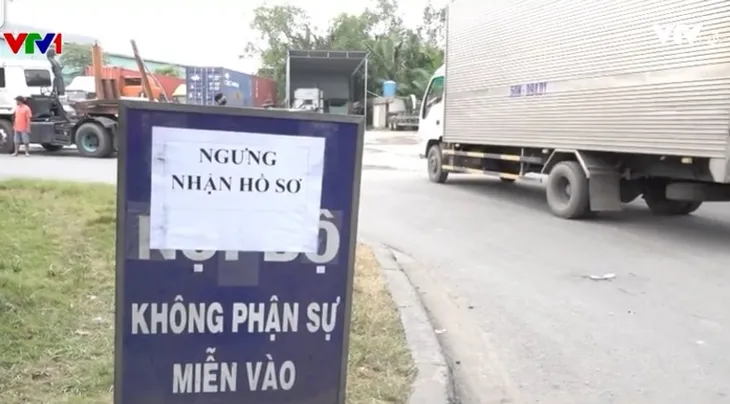 VTV1
VTV
NGƯNG
NHẬN HỒ SƠ
NỘI BỘ
KHÔNG PHẬN SỰ
MIỄN VÀO